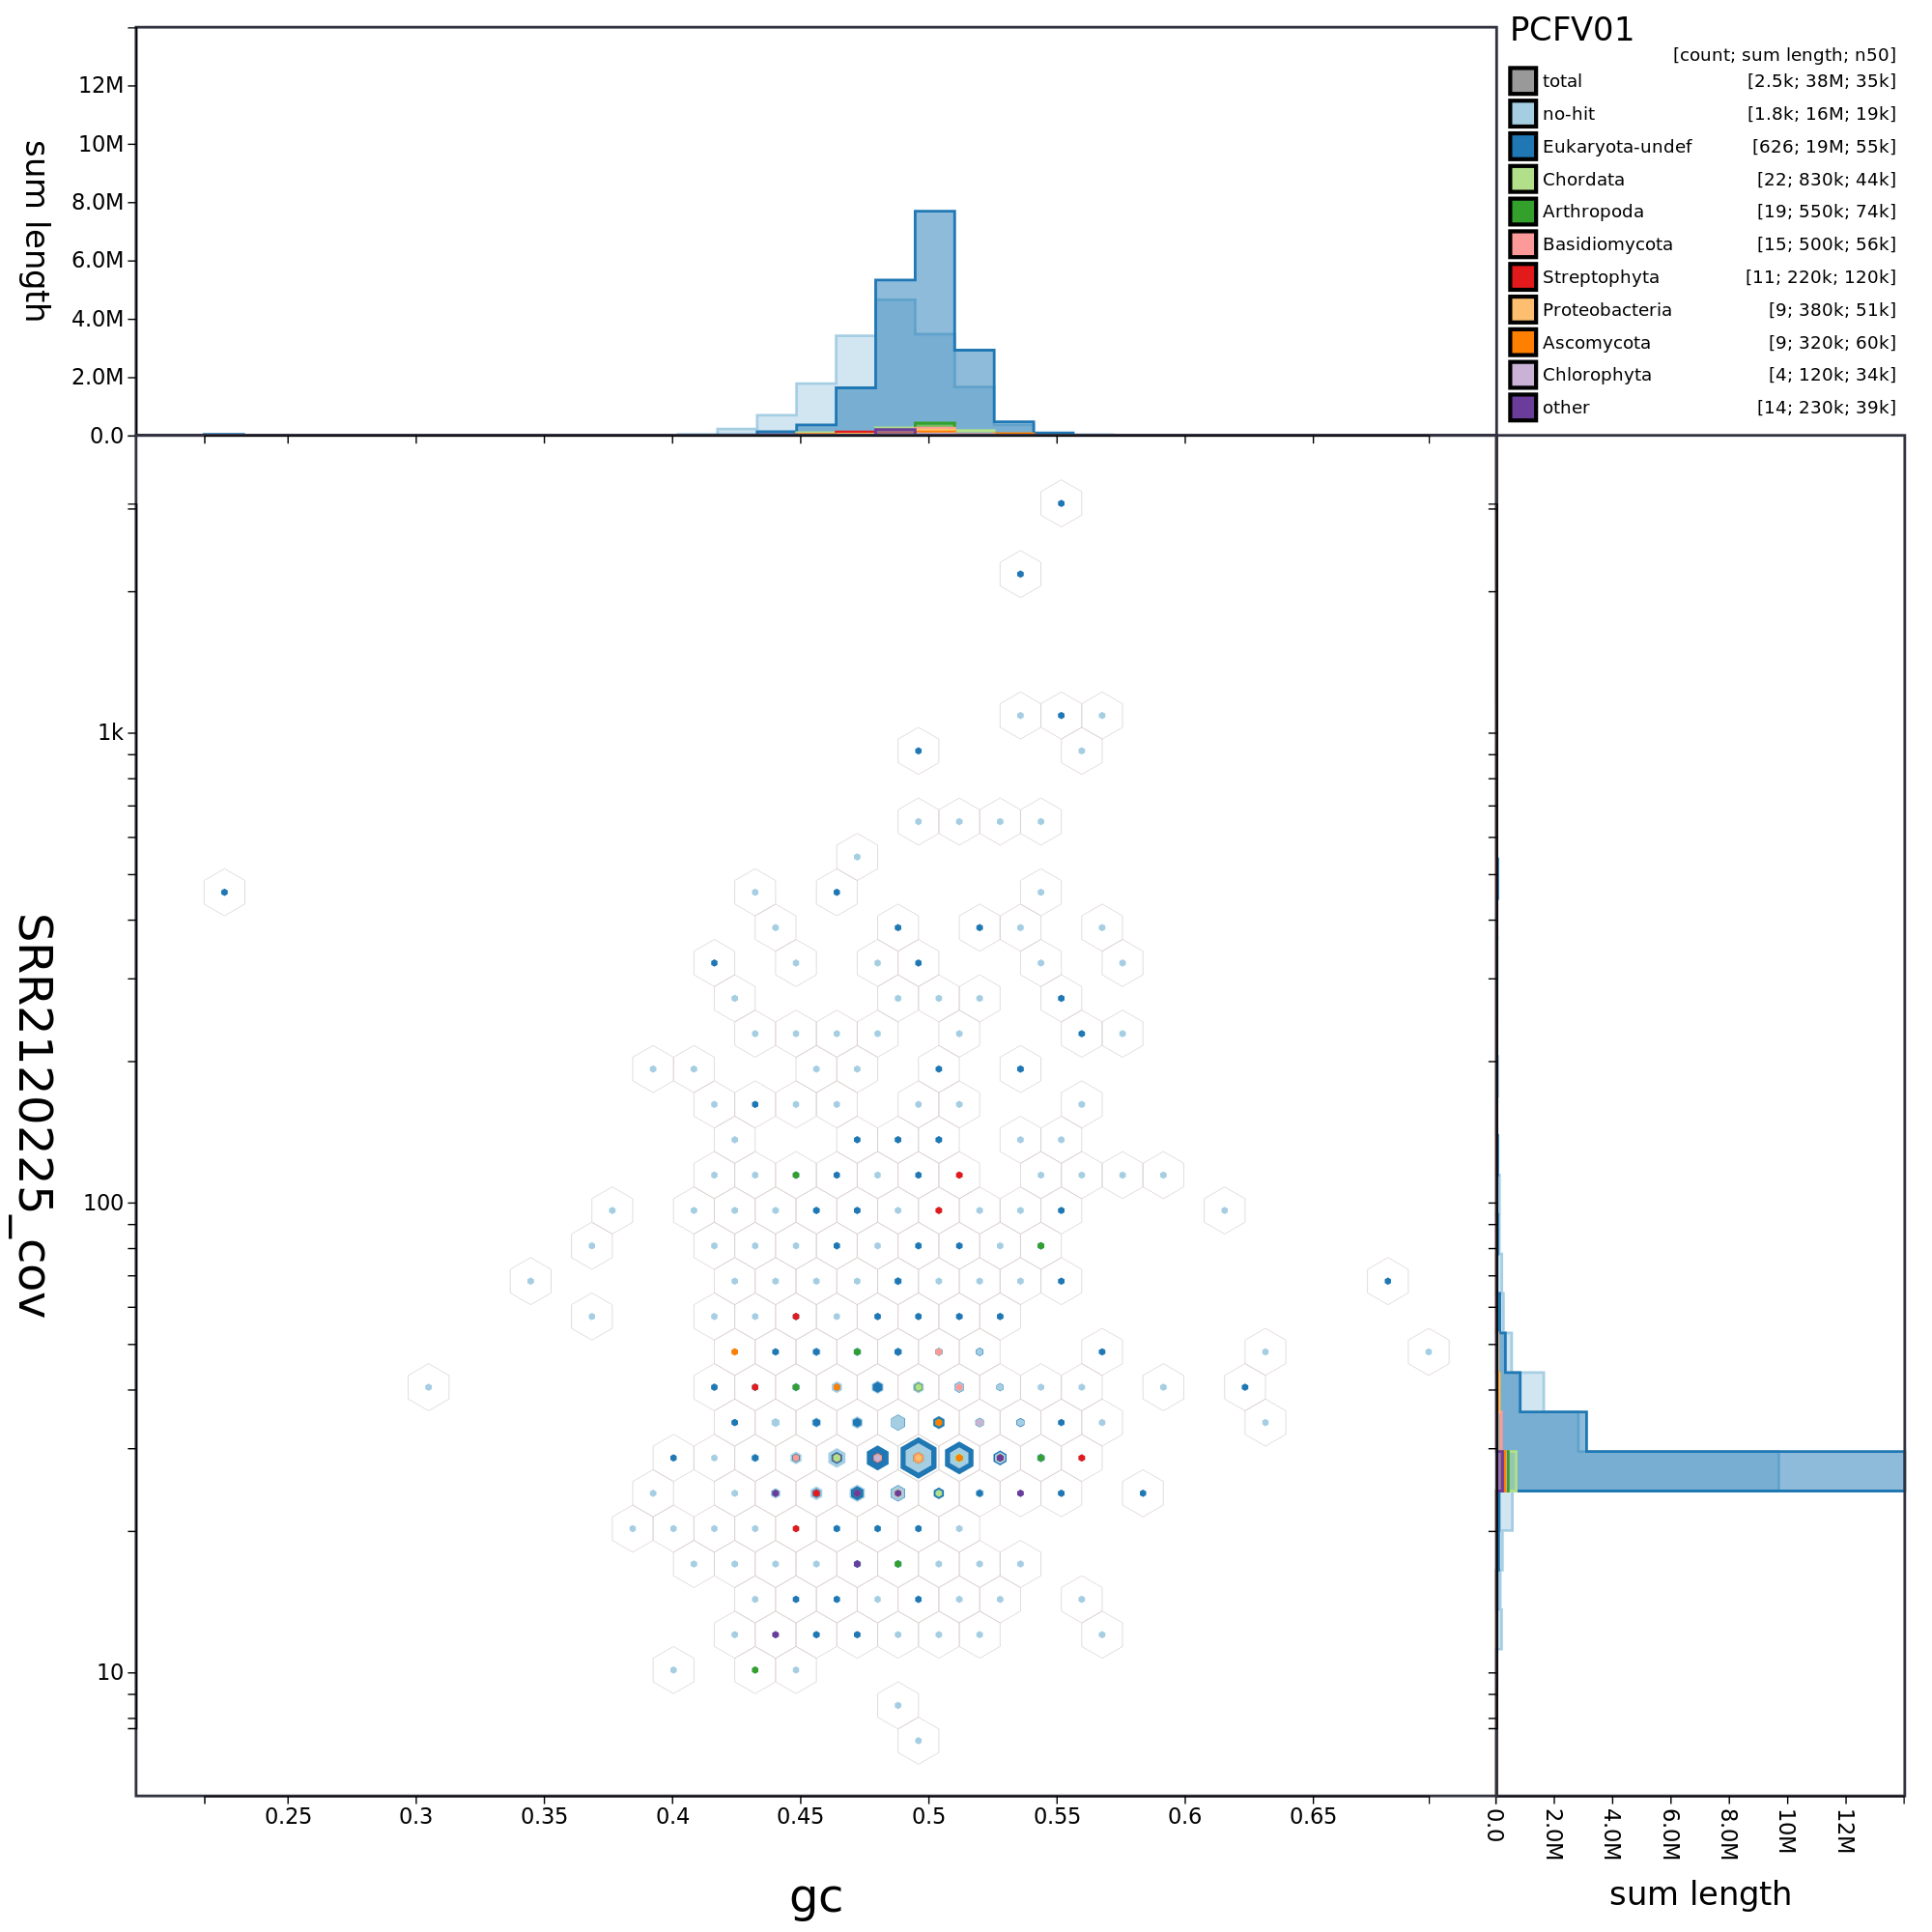 PCFV01
[count; sum length; n50]
total [2.5k; 38M; 35k]
no-hit [1.8k; 16M; 19k]
Eukaryota-undef [626; 19M; 55k]
Chordata [22; 830k; 44k]
Arthropoda [19; 550k; 74k]
Basidiomycota [15; 500k; 56k]
Streptophyta [11; 220k; 120k]
Proteobacteria [9; 380k; 51k]
Ascomycota [9; 320k; 60k]
Chlorophyta [4; 120k; 34k]
other [14; 230k; 39k]
sum length
12M
10M
8.0M
6.0M
4.0M
2.0M
0.0
SRR2120225_cov
1k
100
10
0.25 0.3 0.35 0.4 0.45 0.5 0.55 0.6 0.65
gc
0.0 2.0M 4.0M 6.0M 8.0M 10M 12M
sum length